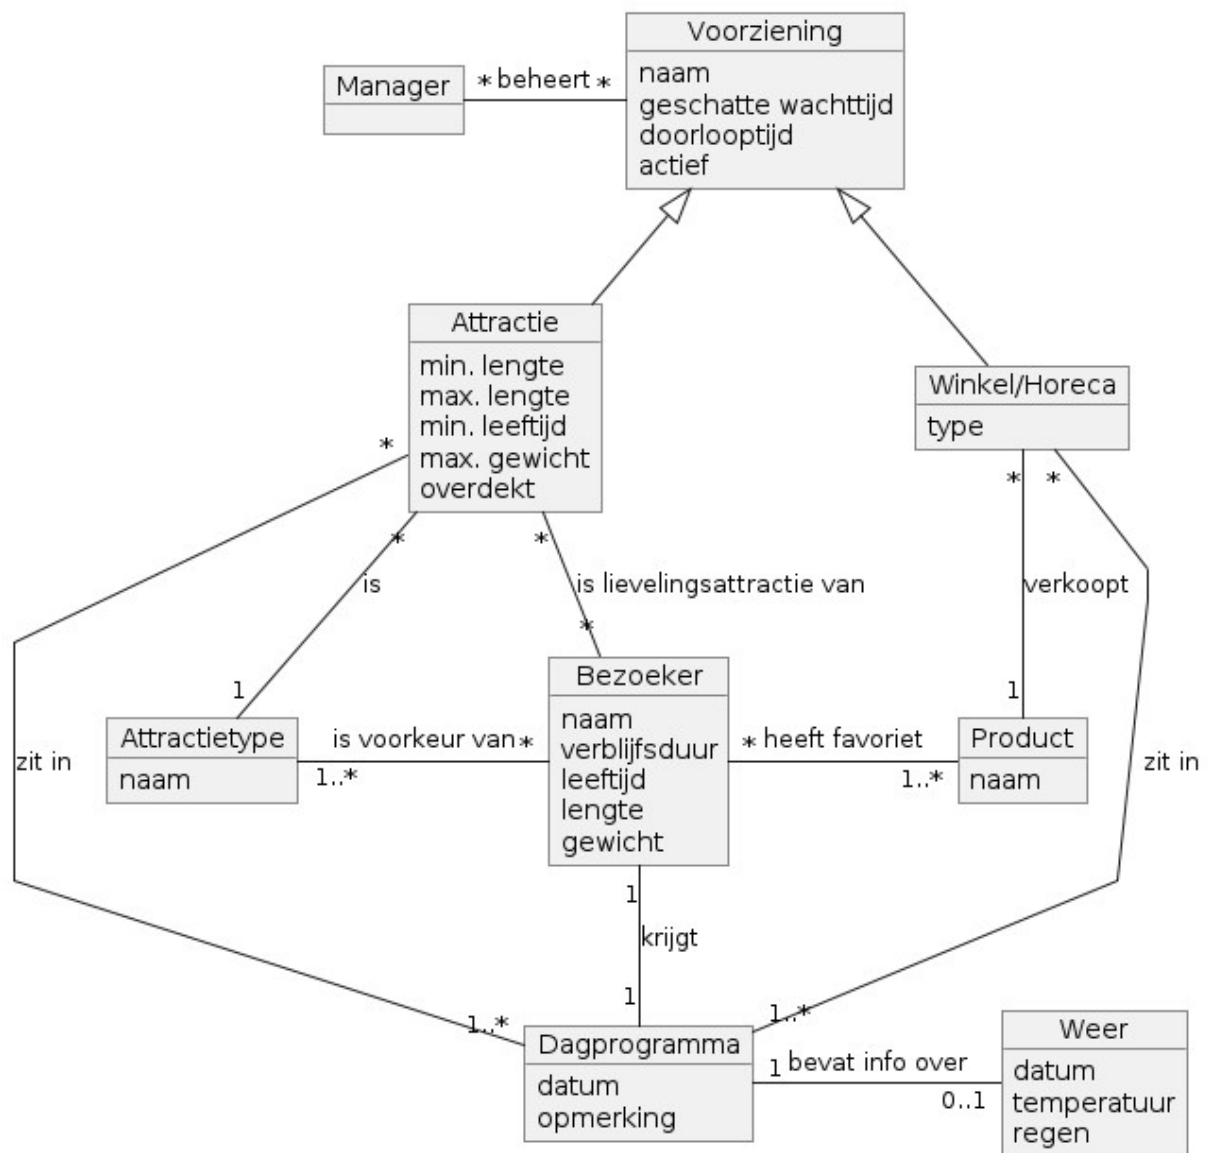 Voorziening
naam
geschatte wachttijd
doorlooptijd
actief
Manager
* beheert *
Attractie
min. lengte
max. lengte
min. leeftijd
max. gewicht
overdekt
Winkel/Horeca
type
*
*
*
*
*
is
is lievelingsattractie van
verkoopt
*
1
1
Bezoeker
naam
verblijfsduur
leeftijd
lengte
gewicht
Attractietype
naam
is voorkeur van *
1..*
* heeft favoriet
1..*
Product
naam
zit in
zit in
1
krijgt
1
1..*
1..*
Dagprogramma
datum
opmerking
1 bevat info over
0..1
Weer
datum
temperatuur
regen